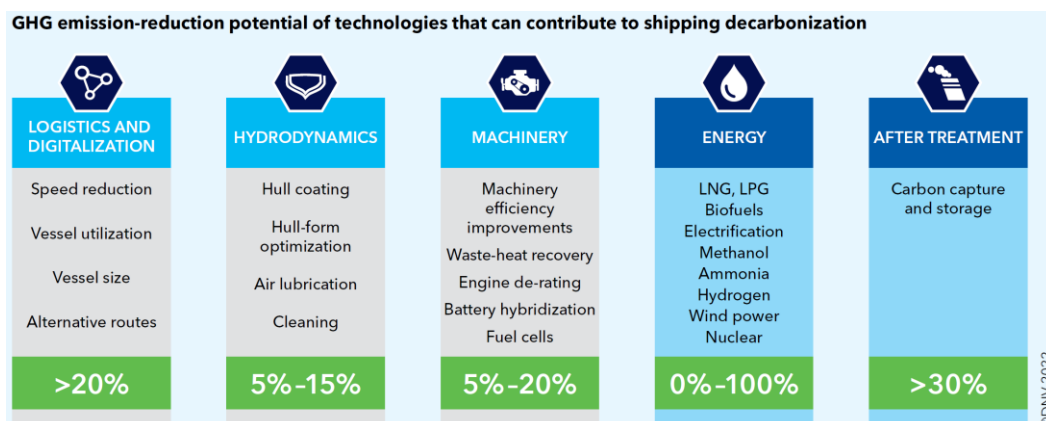 GHG emission-reduction potential of technologies that can contribute to shipping decarbonization
LOGISTICS AND
DIGITALIZATION
Speed reduction
Vessel utilization
Vessel size
Alternative routes
>20%
HYDRODYNAMICS
Hull coating
Hull-form
optimization
Air lubrication
Cleaning
5%–15%
MACHINERY
Machinery
efficiency
improvements
Waste-heat recovery
Engine de-rating
Battery hybridization
Fuel cells
5%–20%
ENERGY
LNG, LPG
Biofuels
Electrification
Methanol
Ammonia
Hydrogen
Wind power
Nuclear
0%–100%
AFTER TREATMENT
Carbon capture
and storage
>30%